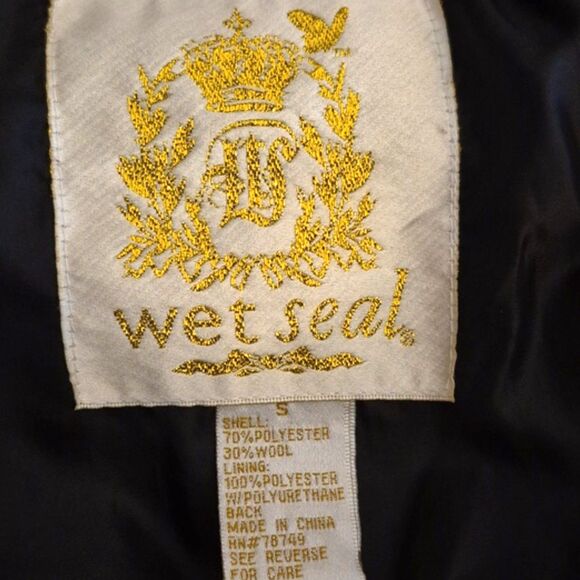 WS
wet seal
S
SHELL:
70%POLYESTER
30%WOOL
LINING:
100%POLYESTER
W/POLYURETHANE
BACK
MADE IN CHINA
RN#78749
SEE REVERSE
FOR CARE